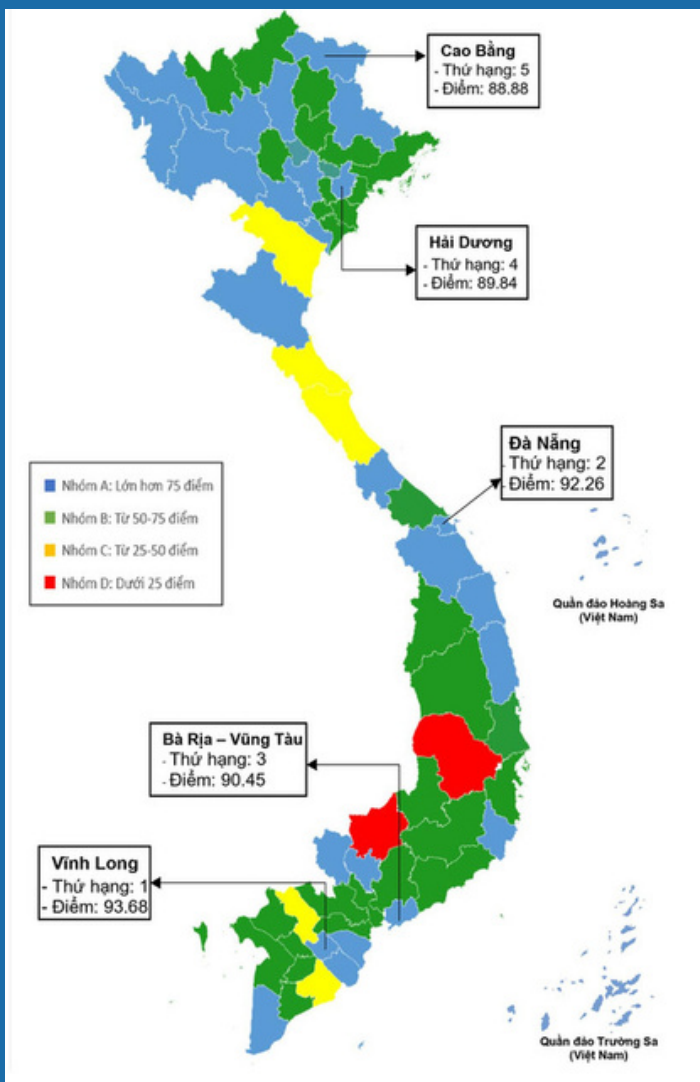 Cao Bằng
- Thứ hạng: 5
- Điểm: 88.88
Hải Dương
- Thứ hạng: 4
- Điểm: 89.84
Đà Nẵng
- Thứ hạng: 2
- Điểm: 92.26
Nhóm A: Lớn hơn 75 điểm
Nhóm B: Từ 50-75 điểm
Nhóm C: Từ 25-50 điểm
Nhóm D: Dưới 25 điểm
Quần đảo Hoàng Sa
(Việt Nam)
Bà Rịa – Vũng Tàu
- Thứ hạng: 3
- Điểm: 90.45
Vĩnh Long
- Thứ hạng: 1
- Điểm: 93.68
Quần đảo Trường Sa
(Việt Nam)